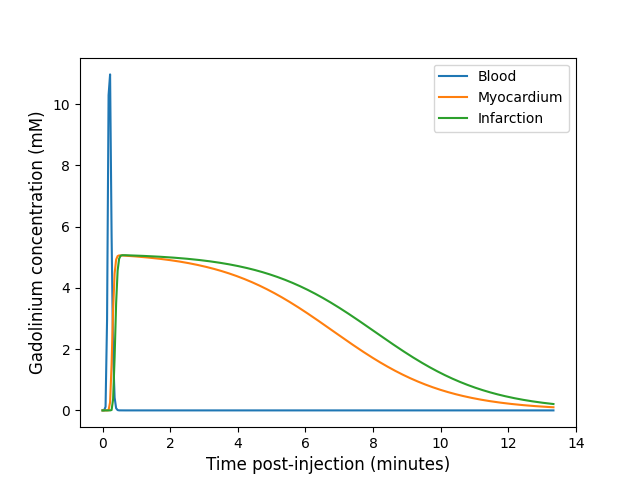 Blood
Myocardium
Infarction
Gadolinium concentration (mM)
10
8
6
4
2
0
0 2 4 6 8 10 12 14
Time post-injection (minutes)